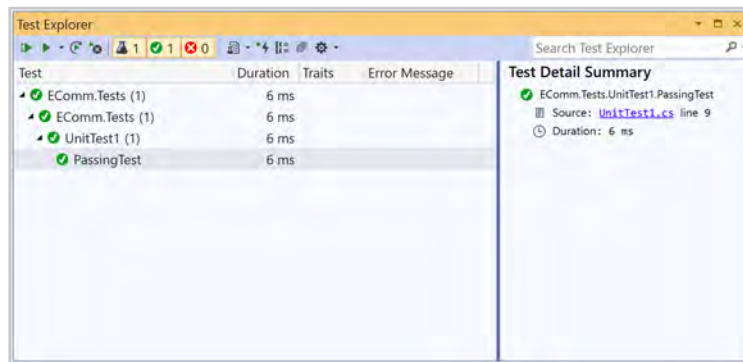 Test Explorer
1 1 0
Search Test Explorer
Test Duration Traits Error Message
EComm.Tests (1) 6 ms
EComm.Tests (1) 6 ms
UnitTest1 (1) 6 ms
PassingTest 6 ms
Test Detail Summary
EComm.Tests.UnitTest1.PassingTest
Source: UnitTest1.cs line 9
Duration: 6 ms